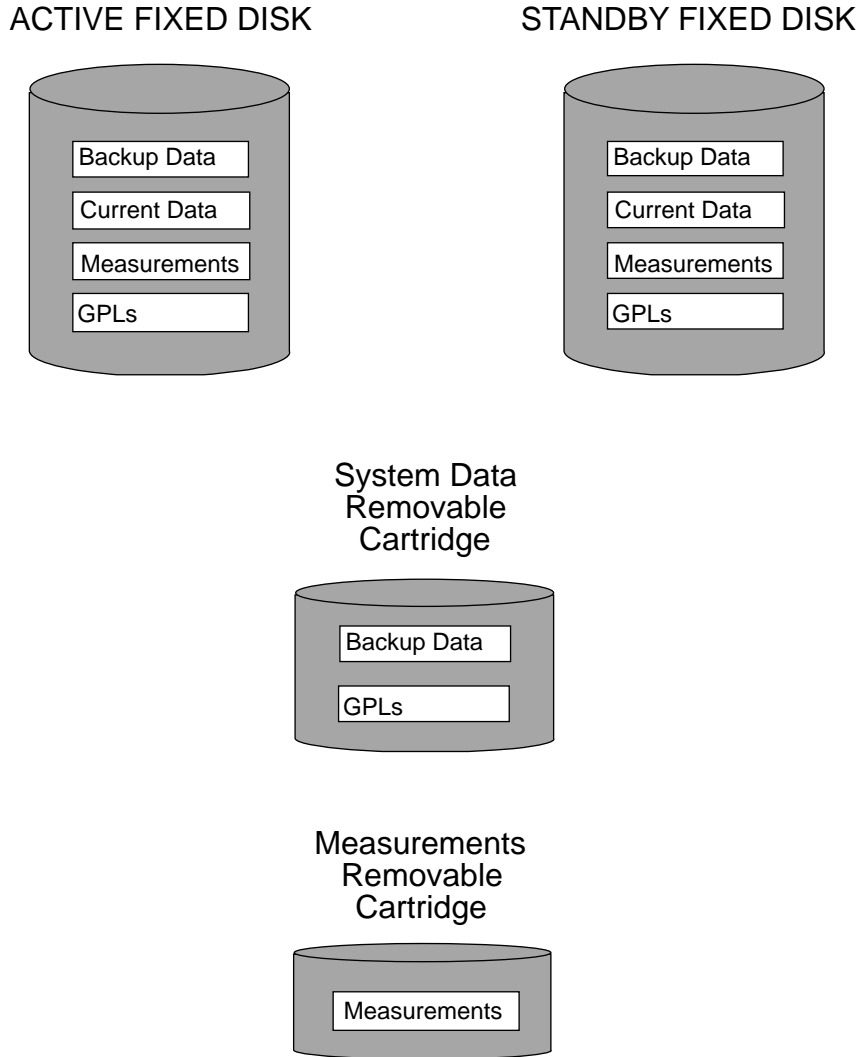 ACTIVE FIXED DISK
Backup Data
Current Data
Measurements
GPLs
STANDBY FIXED DISK
Backup Data
Current Data
Measurements
GPLs
System Data
Removable
Cartridge
Backup Data
GPLs
Measurements
Removable
Cartridge
Measurements